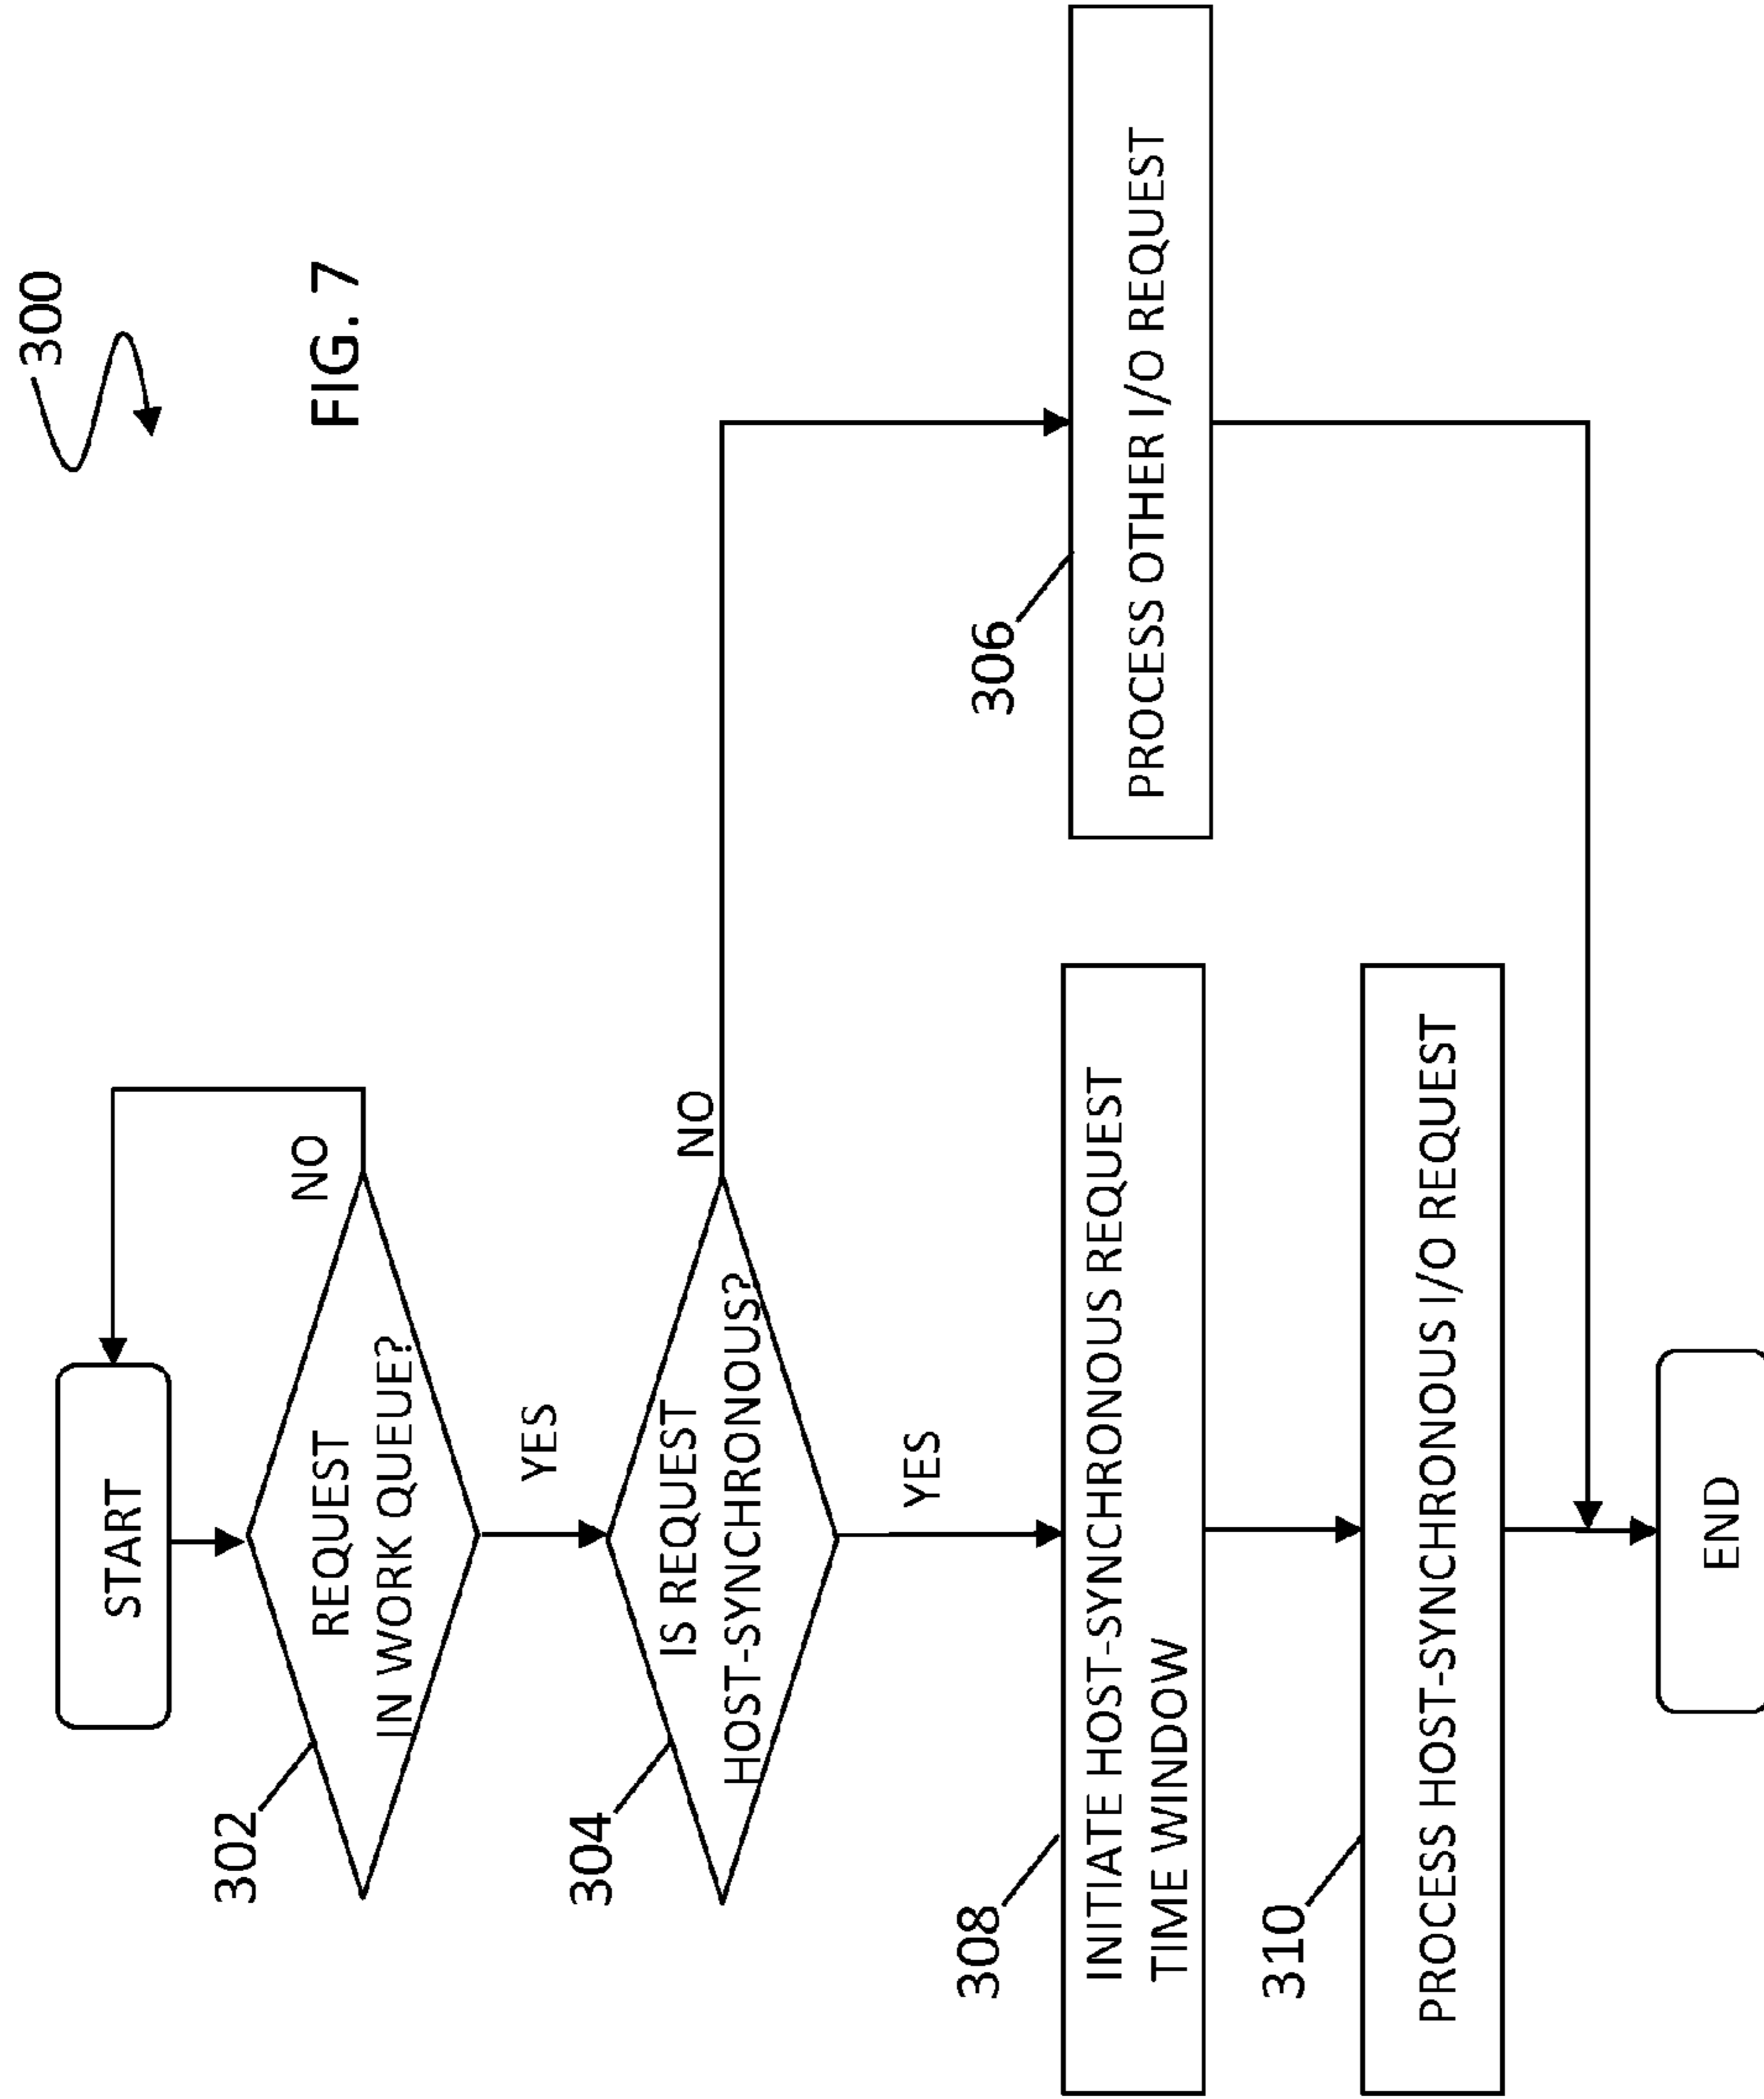 300
FIG. 7
START
302
REQUEST
IN WORK QUEUE?
NO
YES
304
IS REQUEST
HOST-SYNCHRONOUS?
NO
YES
306
PROCESS OTHER I/O REQUEST
308
INITIATE HOST-SYNCHRONOUS REQUEST
TIME WINDOW
310
PROCESS HOST-SYNCHRONOUS I/O REQUEST
END